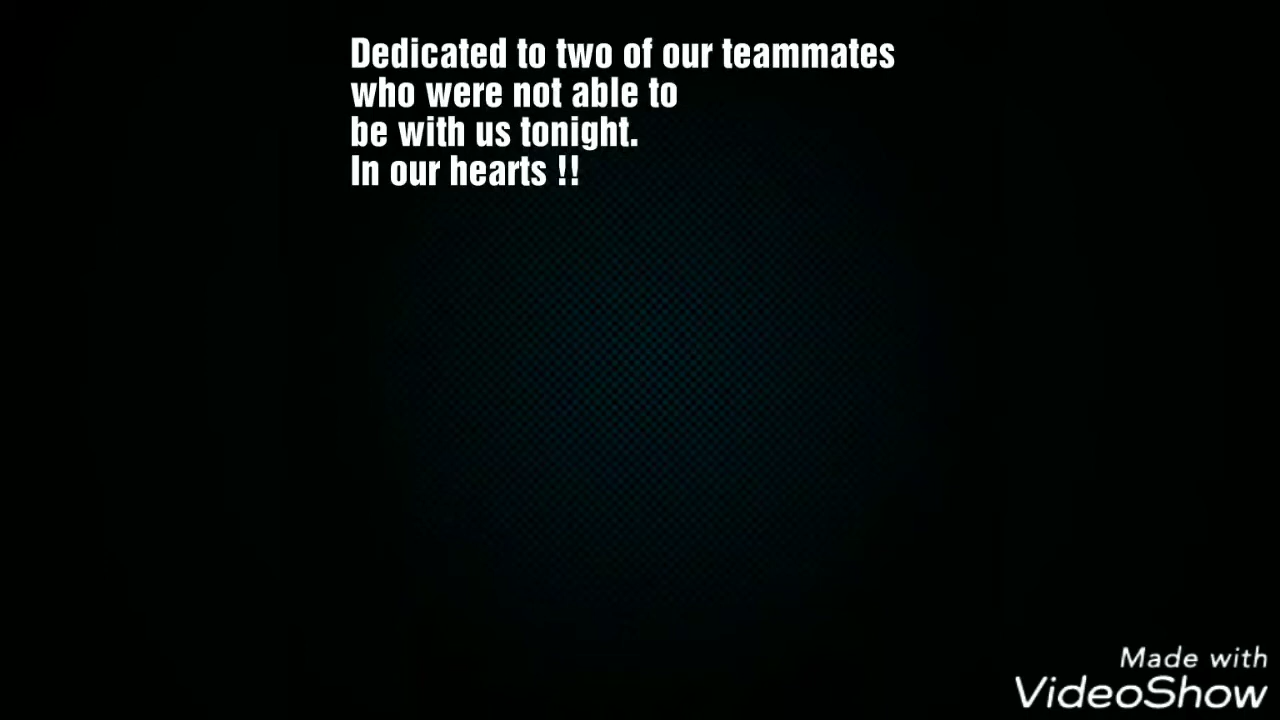 Dedicated to two of our teammates
who were not able to
be with us tonight.
In our hearts !!
Made with
VideoShow